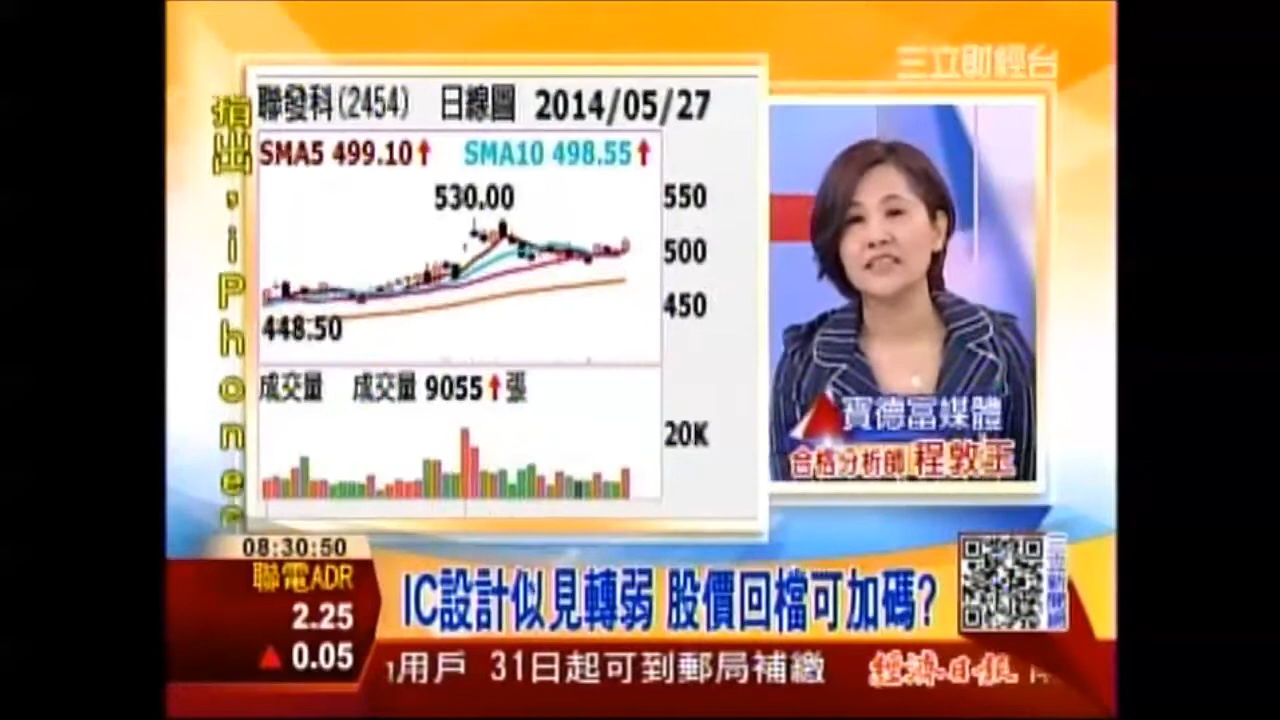 三立財經台
聯發科(2454) 日線圖 2014/05/27
SMA5 499.10↑ SMA10 498.55↑
530.00
550
500
450
448.50
成交量 成交量 9055↑張
20K
出，iPhone
寶德富媒體
合格分析師 程敦玉
08:30:50
聯電ADR
2.25
▲ 0.05
IC設計似見轉弱 股價回檔可加碼?
用戶 31日起可到郵局補繳 經濟日報